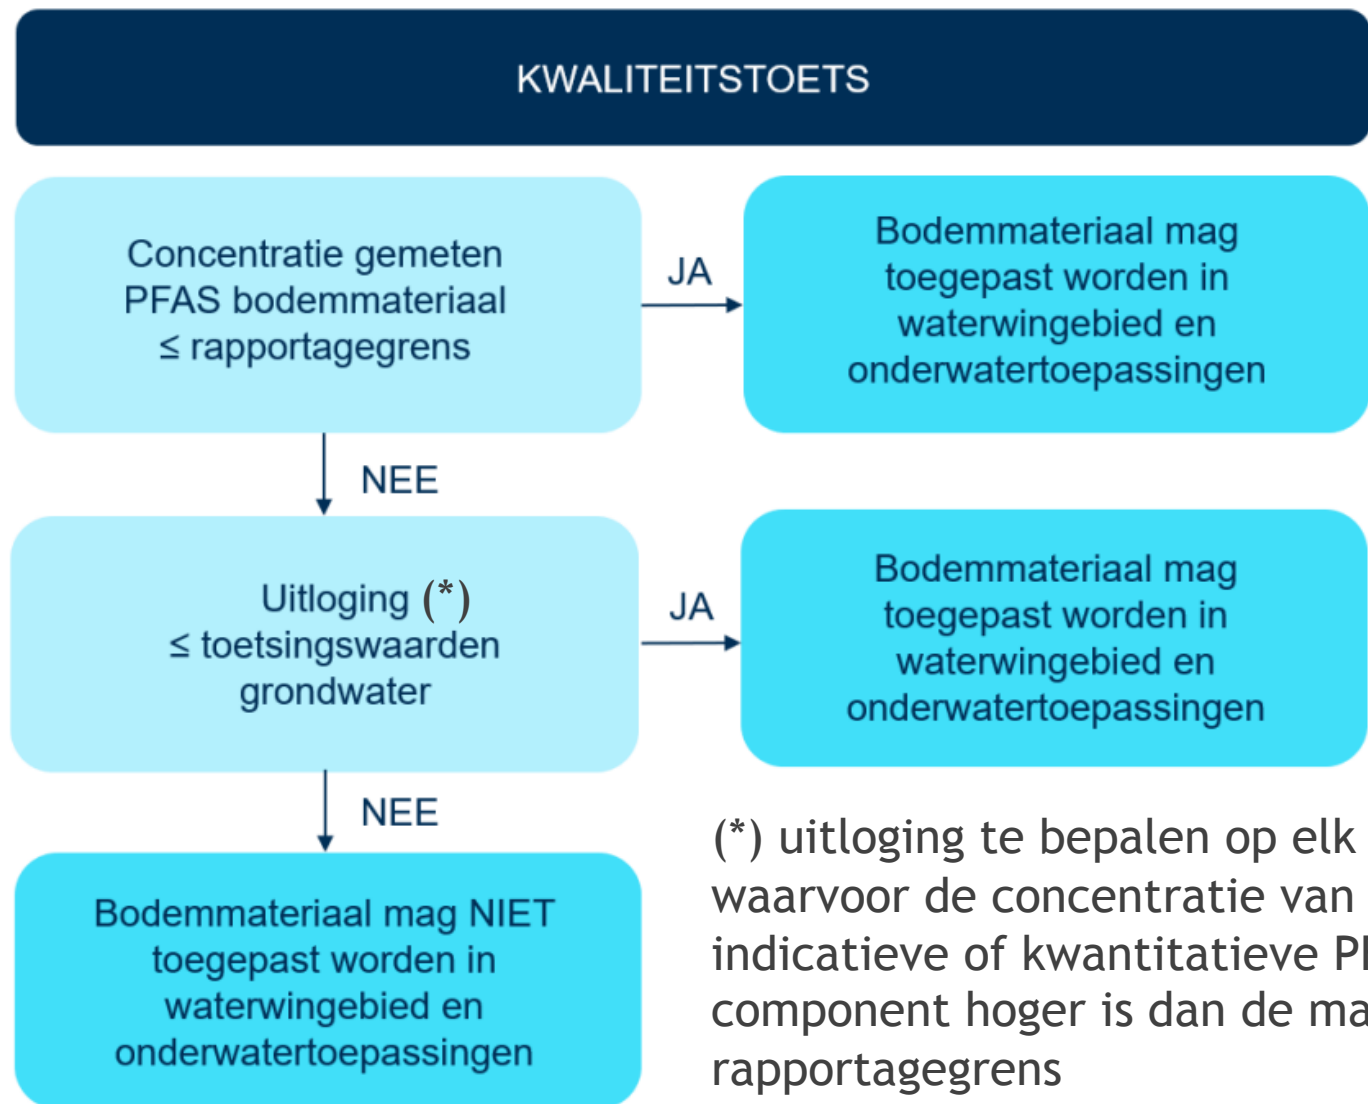 KWALITEITSTOETS
Concentratie gemeten
PFAS bodemmateriaal
≤ rapportagegrens
JA
Bodemmateriaal mag
toegepast worden in
waterwingebied en
onderwatertoepassingen
NEE
Uitloging (*)
≤ toetsingswaarden
grondwater
JA
Bodemmateriaal mag
toegepast worden in
waterwingebied en
onderwatertoepassingen
NEE
Bodemmateriaal mag NIET
toegepast worden in
waterwingebied en
onderwatertoepassingen
(*) uitloging te bepalen op elk
waarvoor de concentratie van
indicatieve of kwantitatieve
component hoger is dan de
rapportagegrens